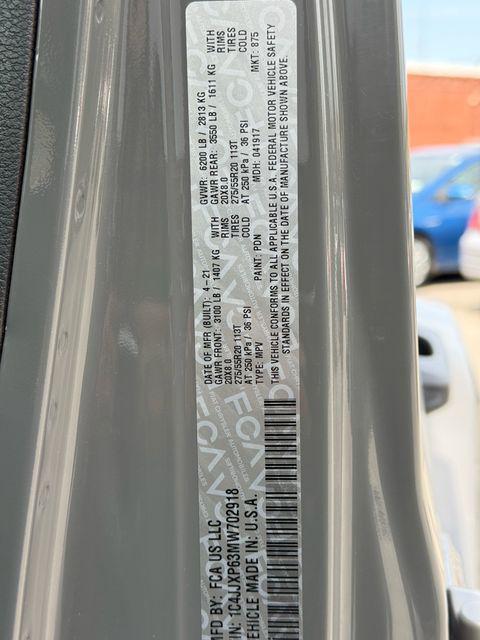 MFD BY: FCA US LLC
DATE OF MFR (BUILT): 4-21
GVWR: 6200 LB / 2813 KG
GAWR FRONT: 3100 LB / 1407 KG WITH
GAWR REAR: 3550 LB / 1611 KG WITH
20X8.0 RIMS
20X8.0 RIMS
275/55R20 113T TIRES
275/55R20 113T TIRES
AT 250 kPa / 36 PSI COLD
AT 250 kPa / 36 PSI COLD
TYPE: MPV PAINT: PDN MDH: 041917 MKT: 875
THIS VEHICLE CONFORMS TO ALL APPLICABLE U.S.A. FEDERAL MOTOR VEHICLE SAFETY
STANDARDS IN EFFECT ON THE DATE OF MANUFACTURE SHOWN ABOVE.
VIN: 1C4JJXP63MW702918
VEHICLE MADE IN: U.S.A.